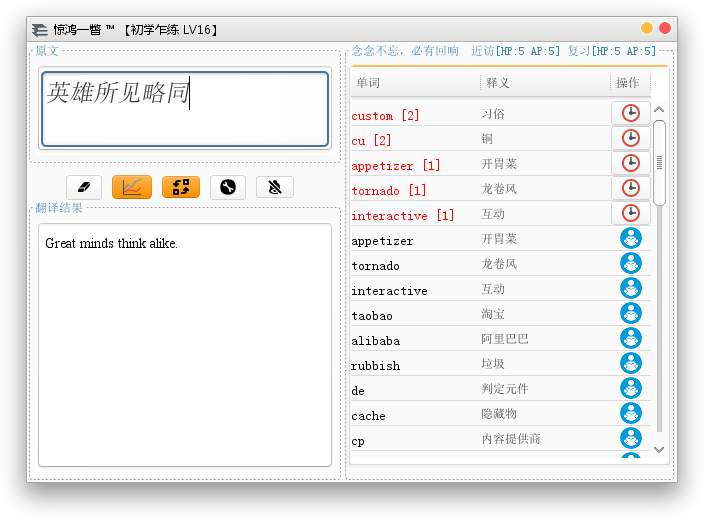 惊鸿一瞥 ™ 【初学乍练 LV16】
原文
英雄所见略同
翻译结果
Great minds think alike.
念念不忘，必有回响 近访[HP:5 AP:5] 复习[HP:5 AP:5]
单词 释义 操作
custom [2] 习俗
cu [2] 铜
appetizer [1] 开胃菜
tornado [1] 龙卷风
interactive [1] 互动
appetizer 开胃菜
tornado 龙卷风
interactive 互动
taobao 淘宝
alibaba 阿里巴巴
rubbish 垃圾
de 判定元件
cache 隐藏物
cp 内容提供商